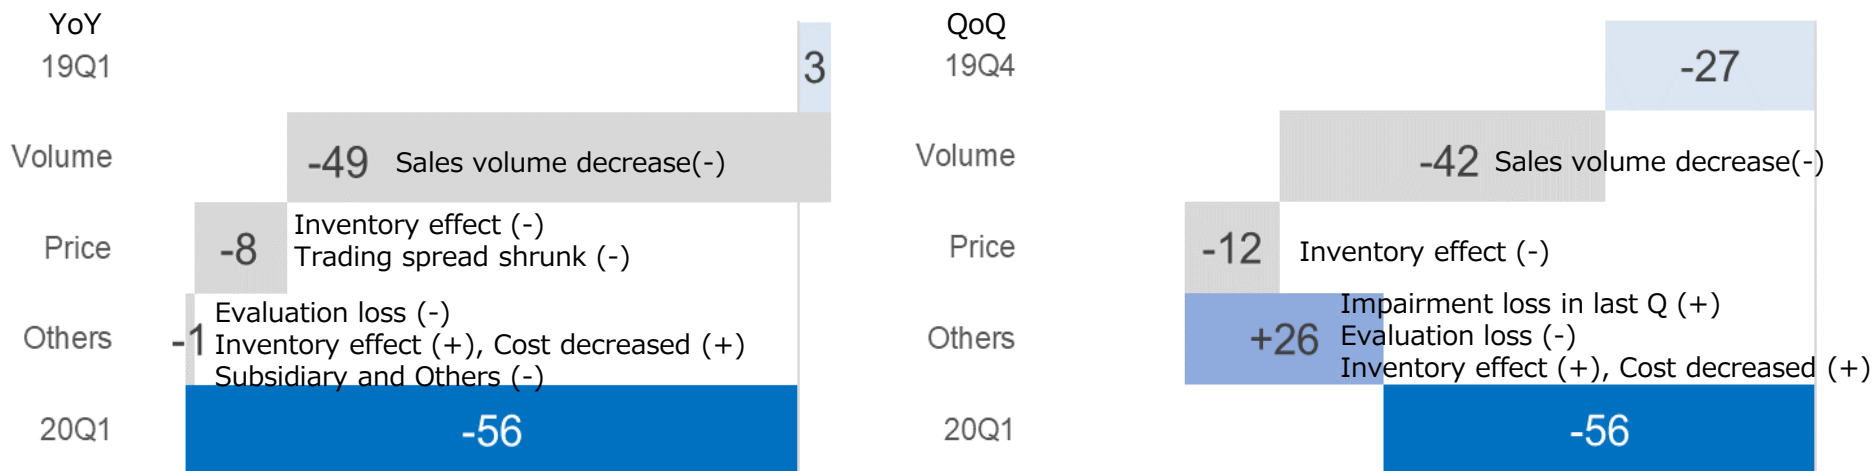 YoY
19Q1
3
Volume
-49 Sales volume decrease(-)
Price
-8
Inventory effect (-)
Trading spread shrunk (-)
Others
-1
Evaluation loss (-)
Inventory effect (+), Cost decreased (+)
Subsidiary and Others (-)
20Q1
-56
QoQ
19Q4
-27
Volume
-42 Sales volume decrease(-)
Price
-12 Inventory effect (-)
Others
+26
Impairment loss in last Q (+)
Evaluation loss (-)
Inventory effect (+), Cost decreased (+)
20Q1
-56